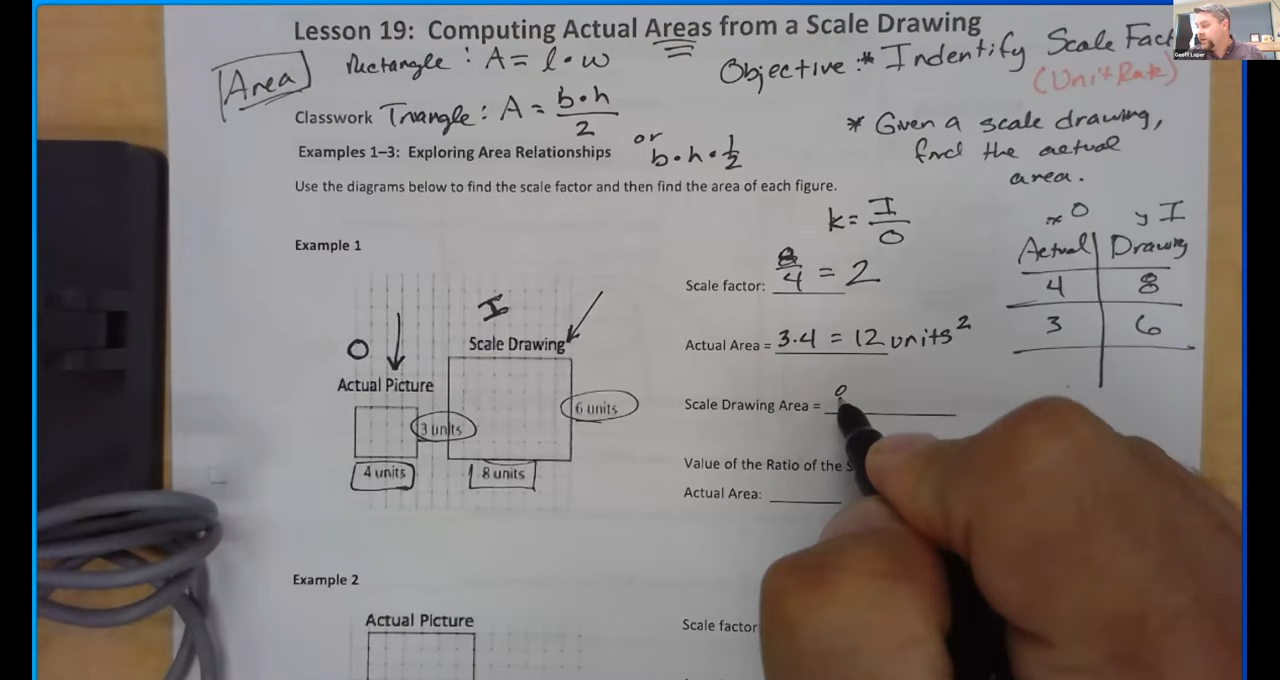 Lesson 19: Computing Actual Areas from a Scale Drawing
Area
Rectangle : A = l · w
Objective : * Indentify Scale Fact
(Unit Rate)
Classwork
Triangle : A = b·h / 2
or
b·h·1/2
* Given a scale drawing,
find the actual
area.
Examples 1–3: Exploring Area Relationships
Use the diagrams below to find the scale factor and then find the area of each figure.
k = I / O
Example 1
x O y I
Actual Drawing
4 8
3 6
Scale factor: 8/4 = 2
Actual Area = 3·4 = 12 units²
Scale Drawing Area =
Value of the Ratio of the S
Actual Area:
I
Scale Drawing
O
Actual Picture
6 units
3 units
4 units
8 units
Example 2
Actual Picture
Scale factor
Geoff Loper